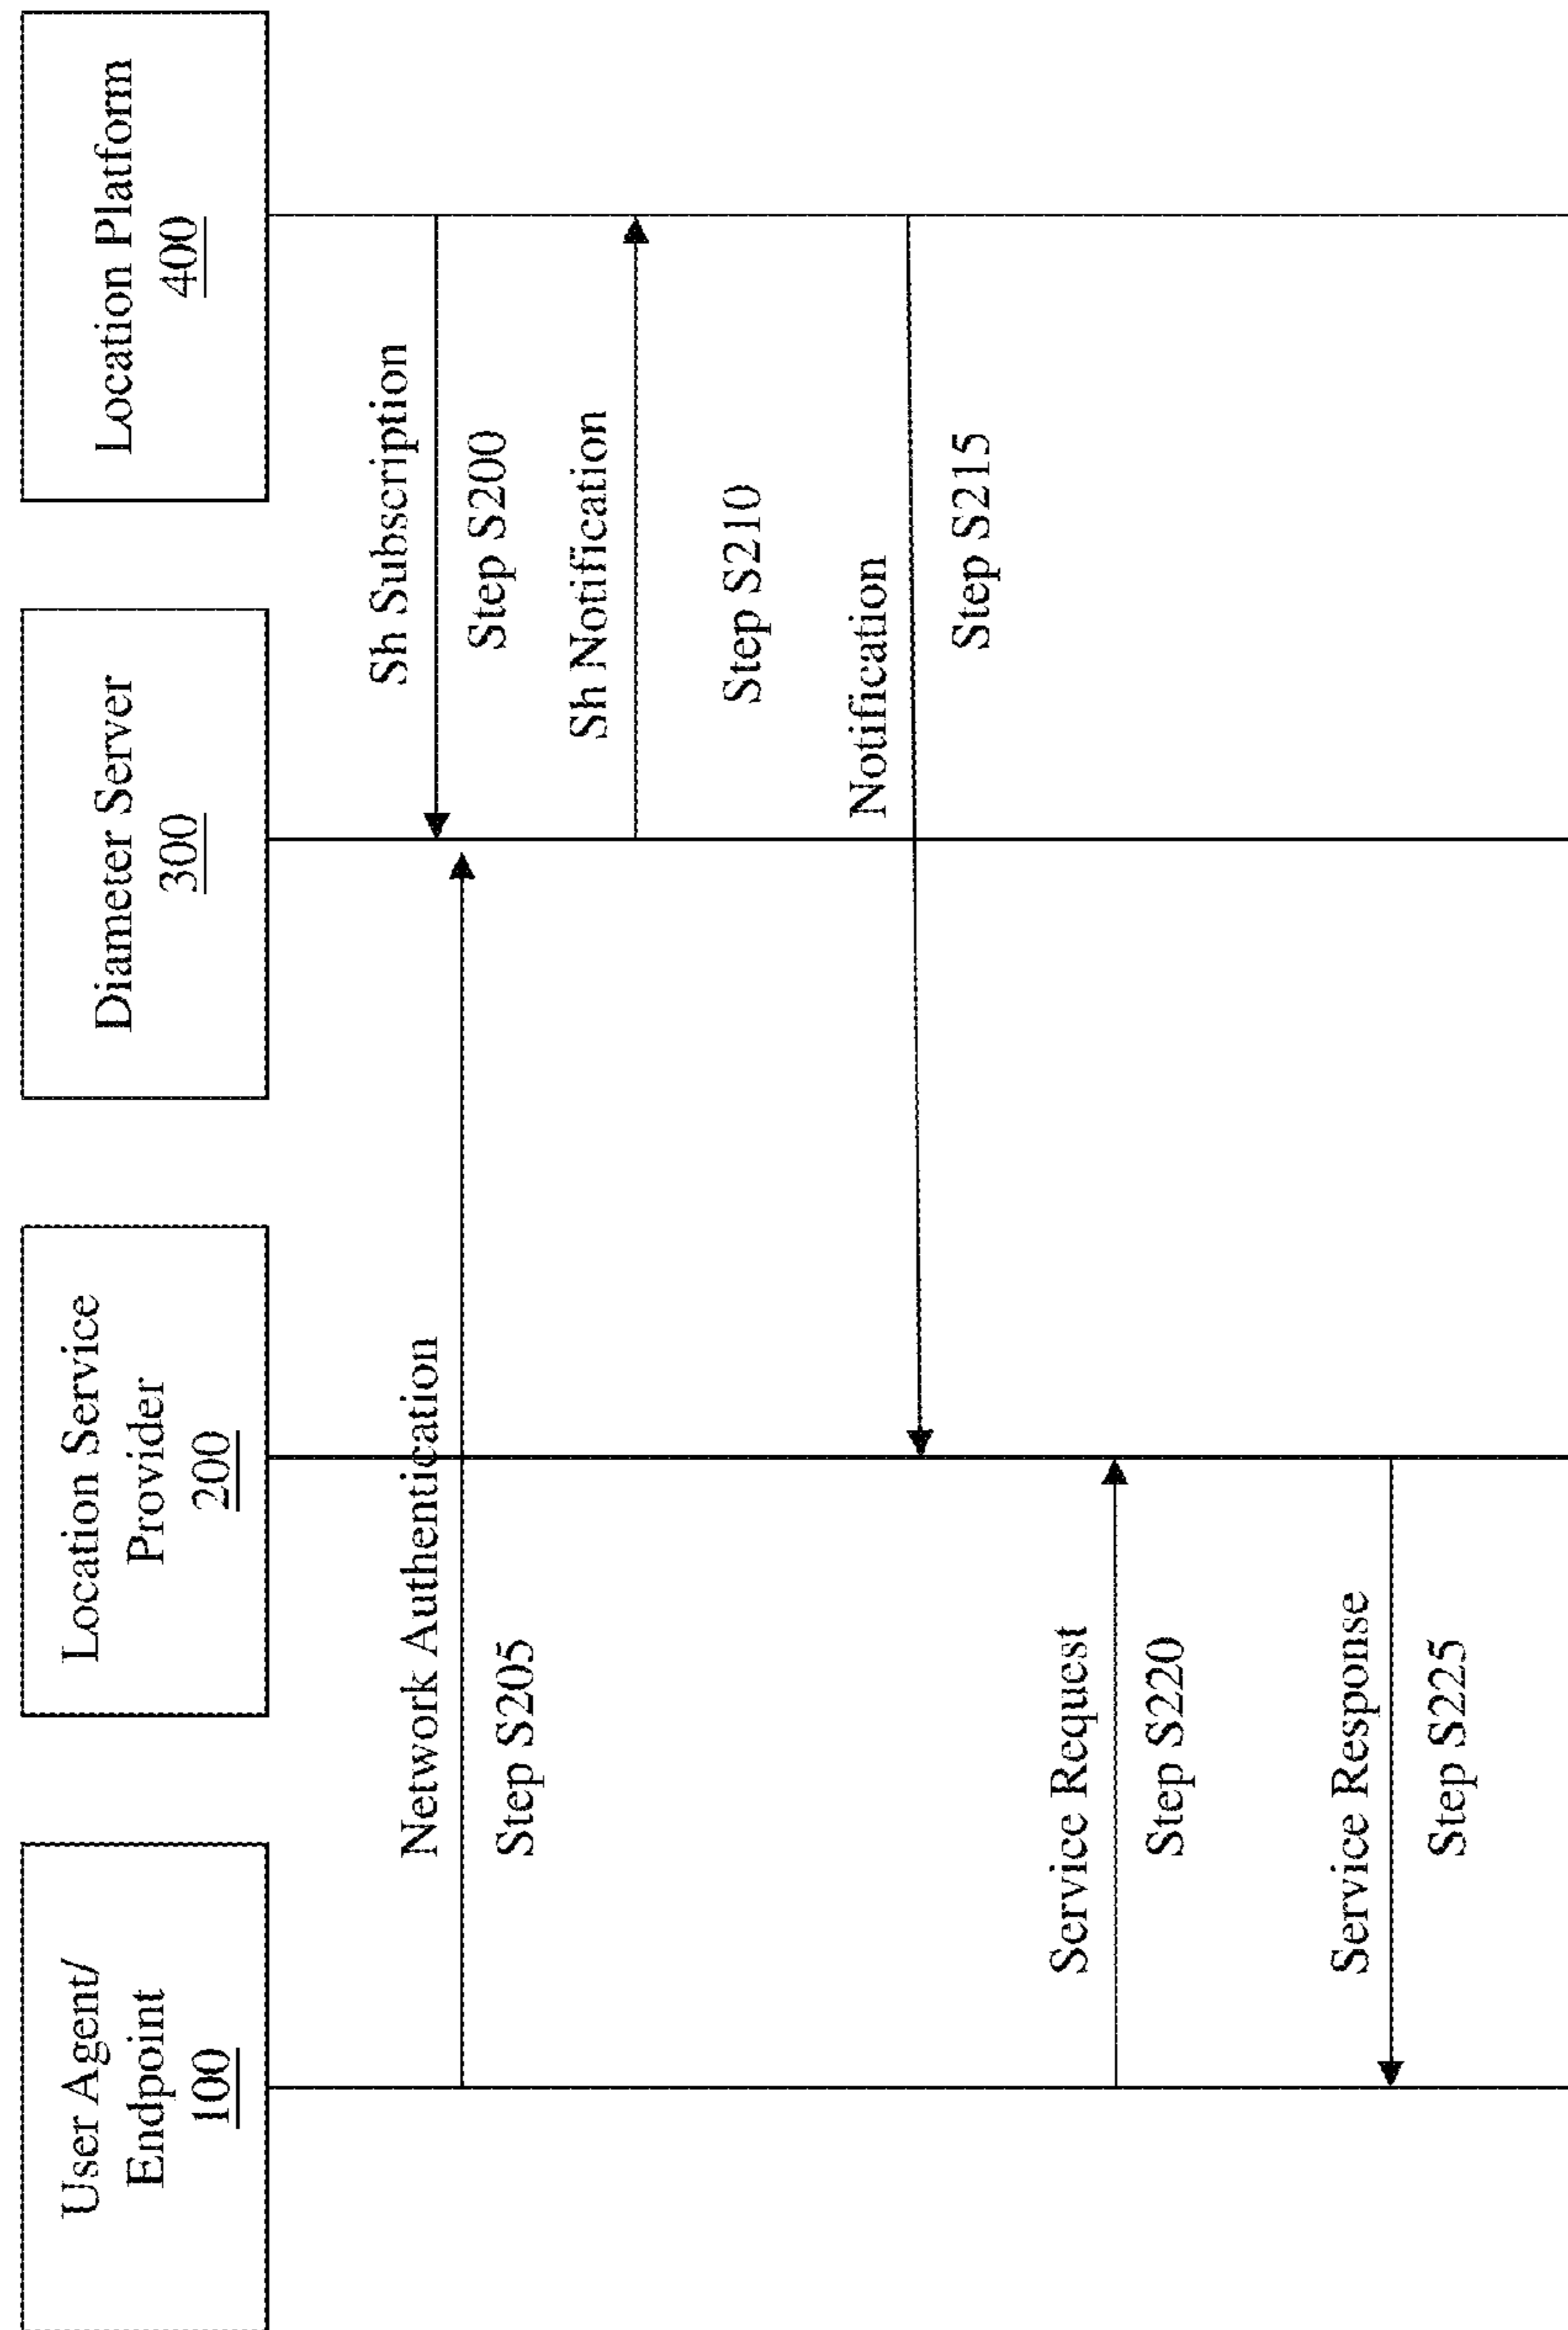 User Agent/
Endpoint
100
Location Service
Provider
200
Diameter Server
300
Location Platform
400
Sh Subscription
Step S200
Network Authentication
Step S205
Sh Notification
Step S210
Notification
Step S215
Service Request
Step S220
Service Response
Step S225